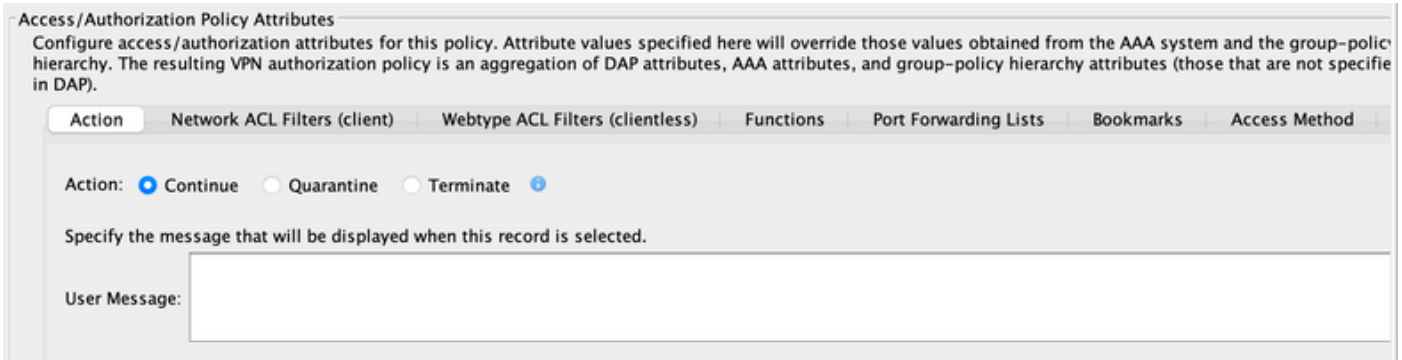 Access/Authorization Policy Attributes
Configure access/authorization attributes for this policy. Attribute values specified here will override those values obtained from the AAA system and the group-policy
hierarchy. The resulting VPN authorization policy is an aggregation of DAP attributes, AAA attributes, and group-policy hierarchy attributes (those that are not specifie
in DAP).
Action Network ACL Filters (client) Webtype ACL Filters (clientless) Functions Port Forwarding Lists Bookmarks Access Method
Action: Continue Quarantine Terminate
Specify the message that will be displayed when this record is selected.
User Message: